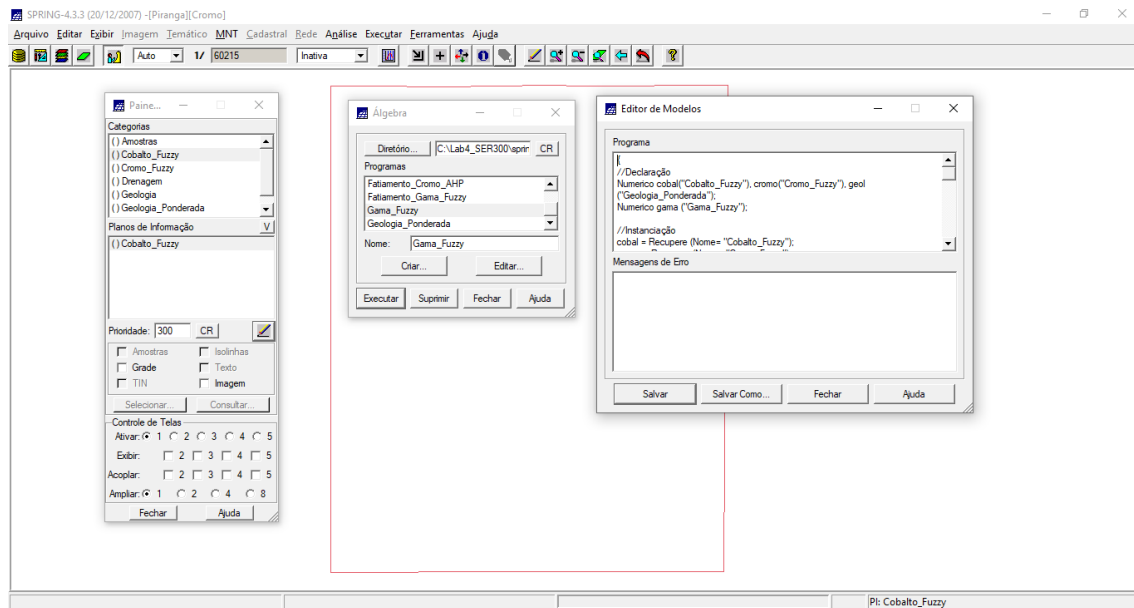 SPRING-4.3.3 (20/12/2007) -[Piranga][Cromo]
Arquivo Editar Exibir Imagem Temático MNT Cadastral Rede Análise Executar Ferramentas Ajuda
Auto 1/ 60215 Inativa
Paine...
Categorias
() Amostras
() Cobalto_Fuzzy
() Cromo_Fuzzy
() Drenagem
() Geologia
() Geologia_Ponderada
Planos de Informação V
() Cobalto_Fuzzy
Prioridade: 300 CR
Amostras Isolinhas
Grade Texto
TIN Imagem
Selecionar... Consultar...
Controle de Telas
Ativar: 1 2 3 4 5
Exibir: 2 3 4 5
Acoplar: 2 3 4 5
Ampliar: 1 2 4 8
Fechar Ajuda
Álgebra
Diretório... C:\Lab4_SER300\sprin CR
Programas
Fatiamento_Cromo_AHP
Fatiamento_Gama_Fuzzy
Gama_Fuzzy
Geologia_Ponderada
Nome: Gama_Fuzzy
Criar... Editar...
Executar Suprimir Fechar Ajuda
Editor de Modelos
Programa
{
//Declaração
Numerico cobal("Cobalto_Fuzzy"), cromo("Cromo_Fuzzy"), geol
("Geologia_Ponderada");
Numerico gama ("Gama_Fuzzy");
//Instanciação
cobal = Recupere (Nome= "Cobalto_Fuzzy");
Mensagens de Erro
Salvar Salvar Como... Fechar Ajuda
PI: Cobalto_Fuzzy